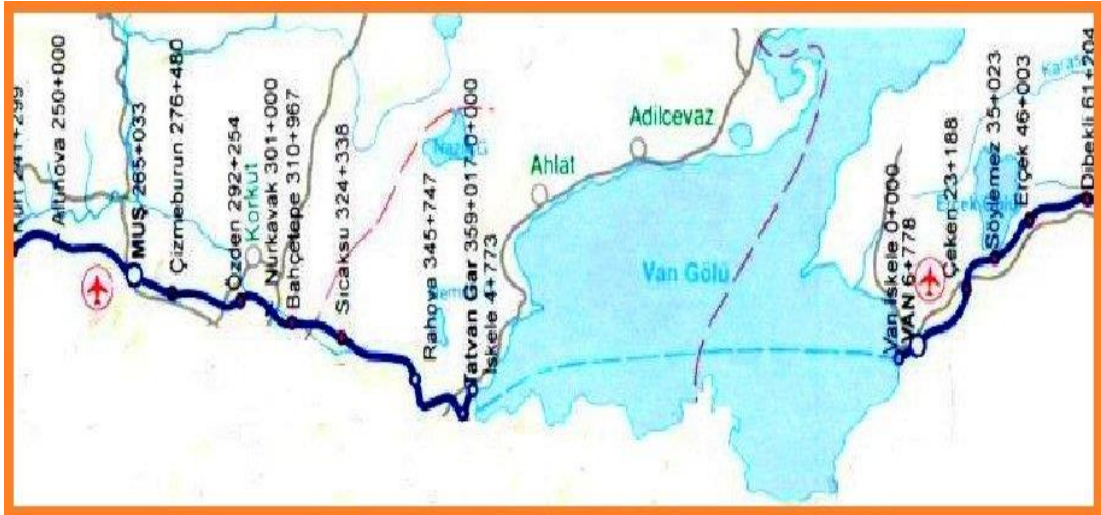 Kurt 241+299
Altınova 250+000
MUŞ 265+033
Çizmeburun 276+480
Özden 292+254
Korkut
Nurkavak 301+000
Bahçetepe 310+967
Sıcaksu 324+338
Rahova 345+747
Tatvan Gar 359+017 0+000
İskele 4+773
Ahlat
Adilcevaz
Van Gölü
Van İskele 0+000
VAN 6+778
Çeken 23+188
Söylemez 35+023
Erçek 46+003
Dibekli 61+204